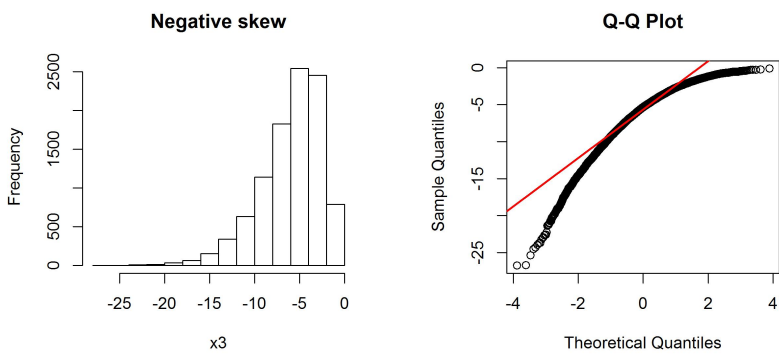 Negative skew
Frequency
2500
500
0
-25 -20 -15 -10 -5 0
x3
Q-Q Plot
Sample Quantiles
0
-5
-15
-25
-4 -2 0 2 4
Theoretical Quantiles